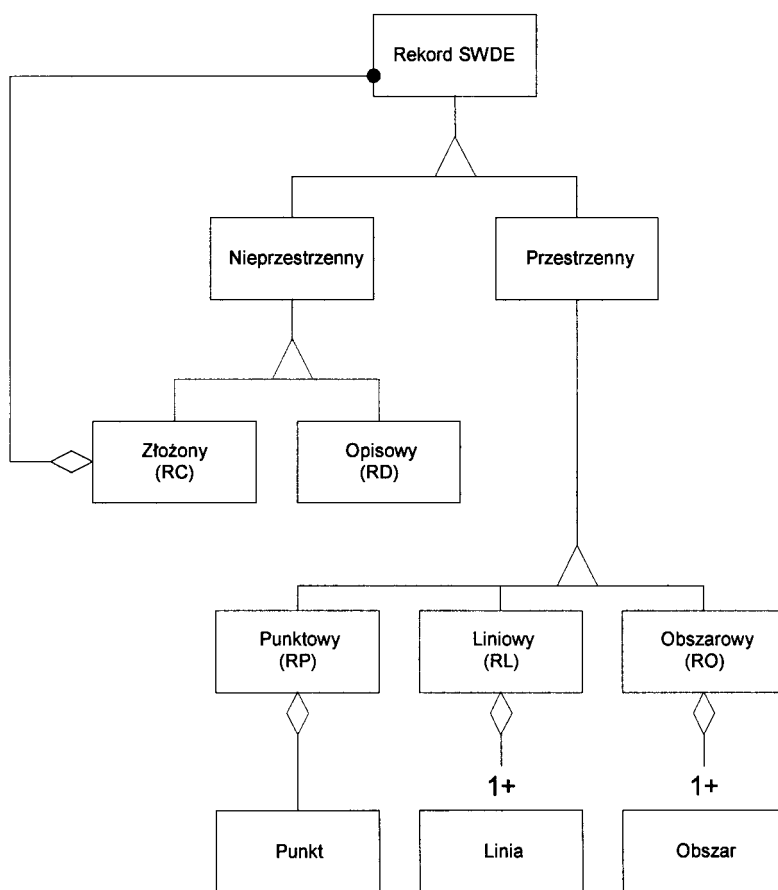 Rekord SWDE
Nieprzestrzenny
Przestrzenny
Złożony
(RC)
Opisowy
(RD)
Punktowy
(RP)
Liniowy
(RL)
Obszarowy
(RO)
1+
1+
Punkt
Linia
Obszar